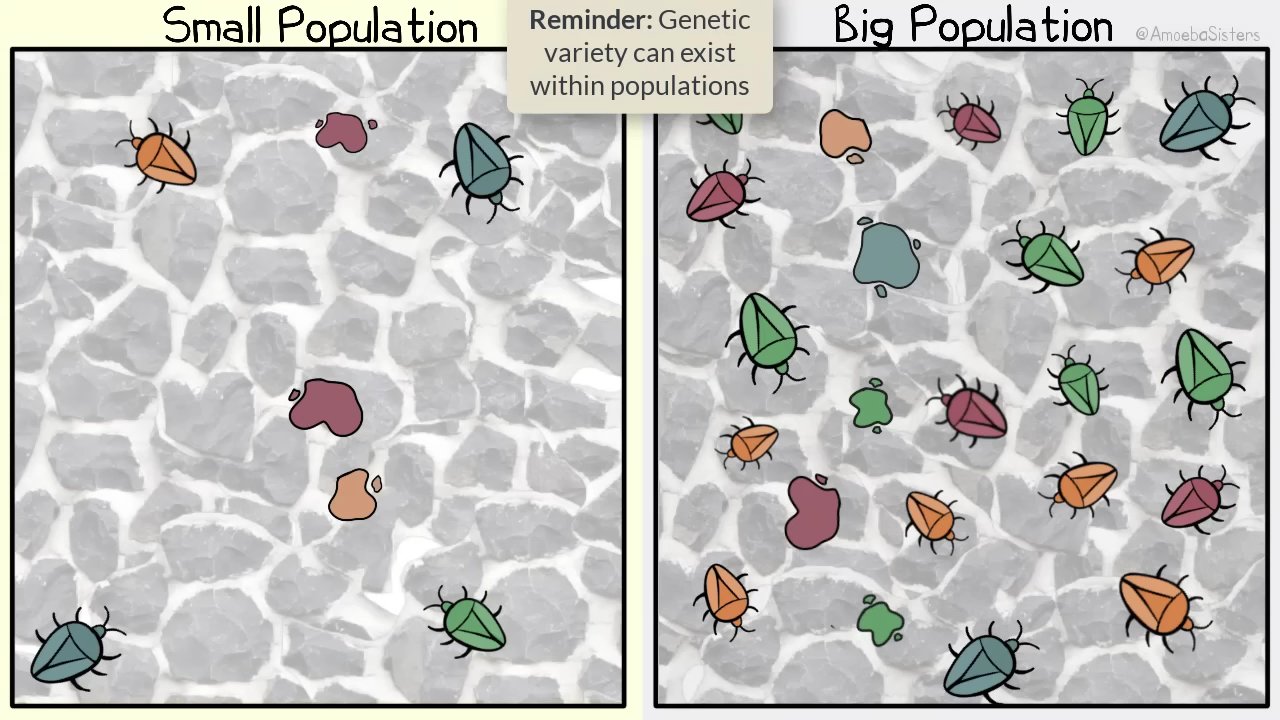 Small Population
Reminder: Genetic
variety can exist
within populations
Big Population
@AmoebaSisters